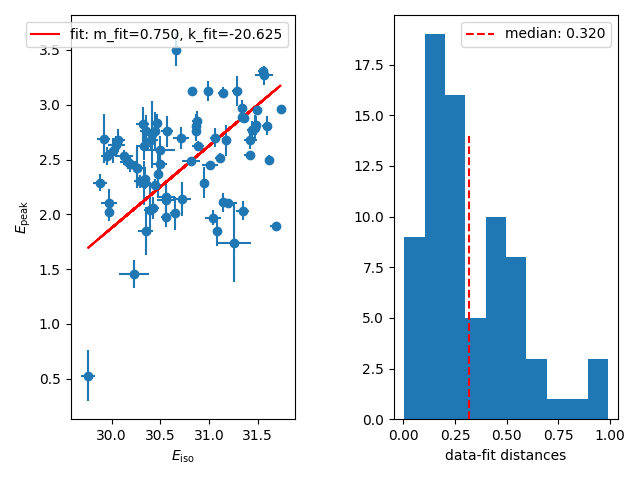 fit: m_fit=0.750, k_fit=-20.625
3.5
3.0
2.5
2.0
1.5
1.0
0.5
E_peak
30.0 30.5 31.0 31.5
E_iso
median: 0.320
17.5
15.0
12.5
10.0
7.5
5.0
2.5
0.0
0.00 0.25 0.50 0.75 1.00
data-fit distances